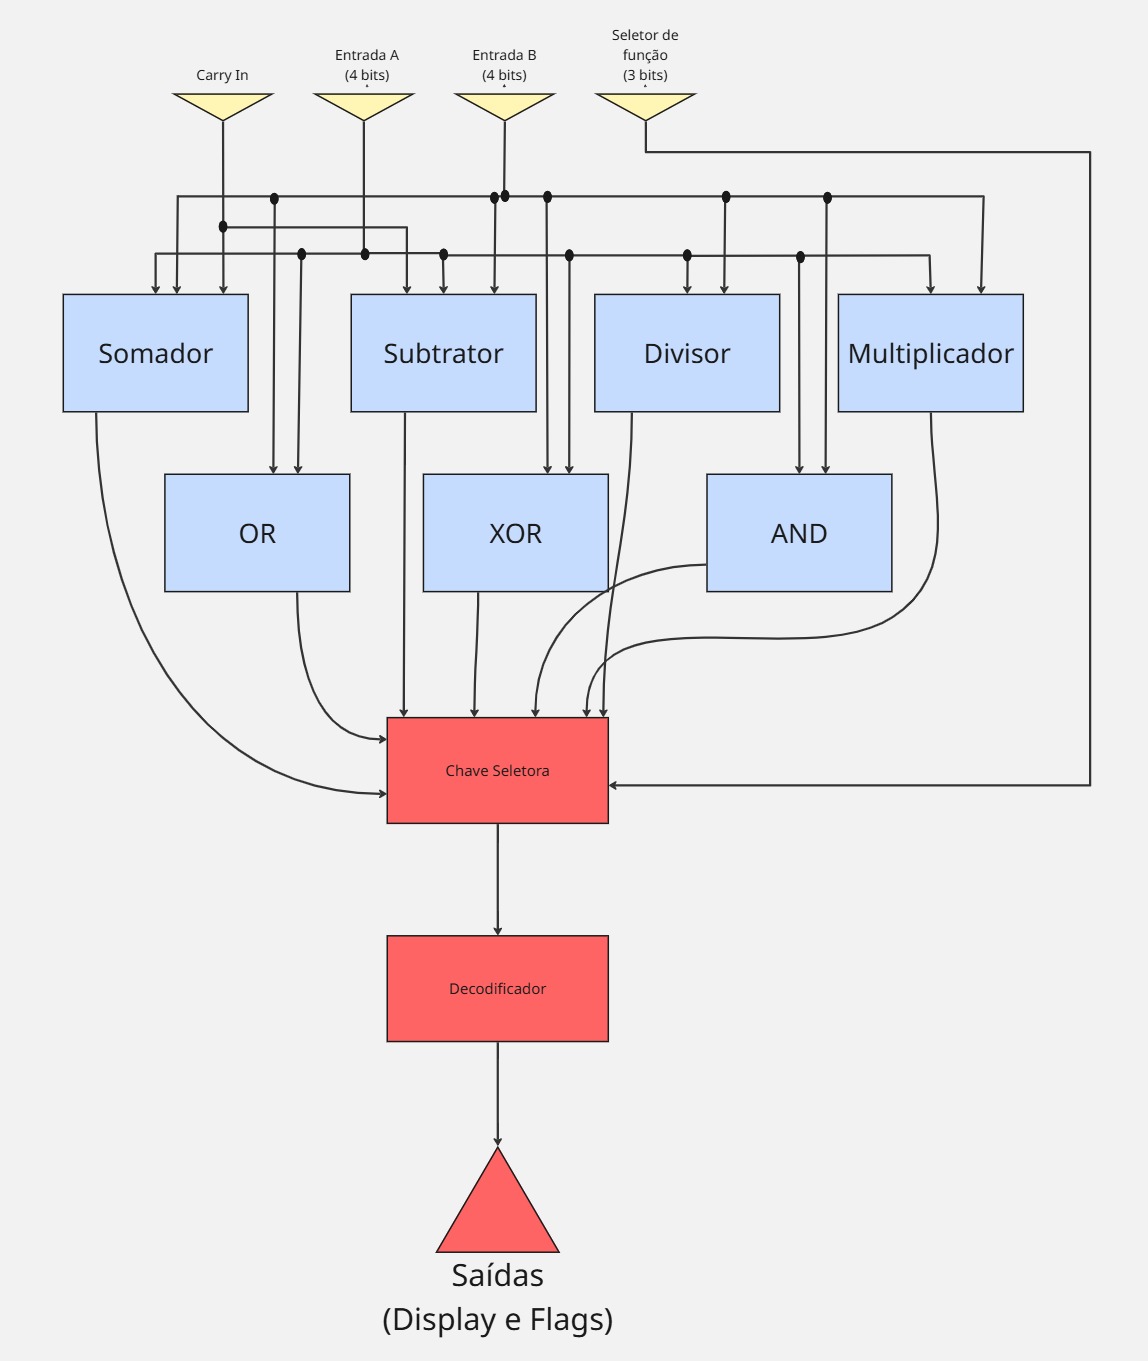 Carry In
Entrada A
(4 bits)
Entrada B
(4 bits)
Seletor de
função
(3 bits)
Somador
Subtrator
Divisor
Multiplicador
OR
XOR
AND
Chave Seletora
Decodificador
Saídas
(Display e Flags)